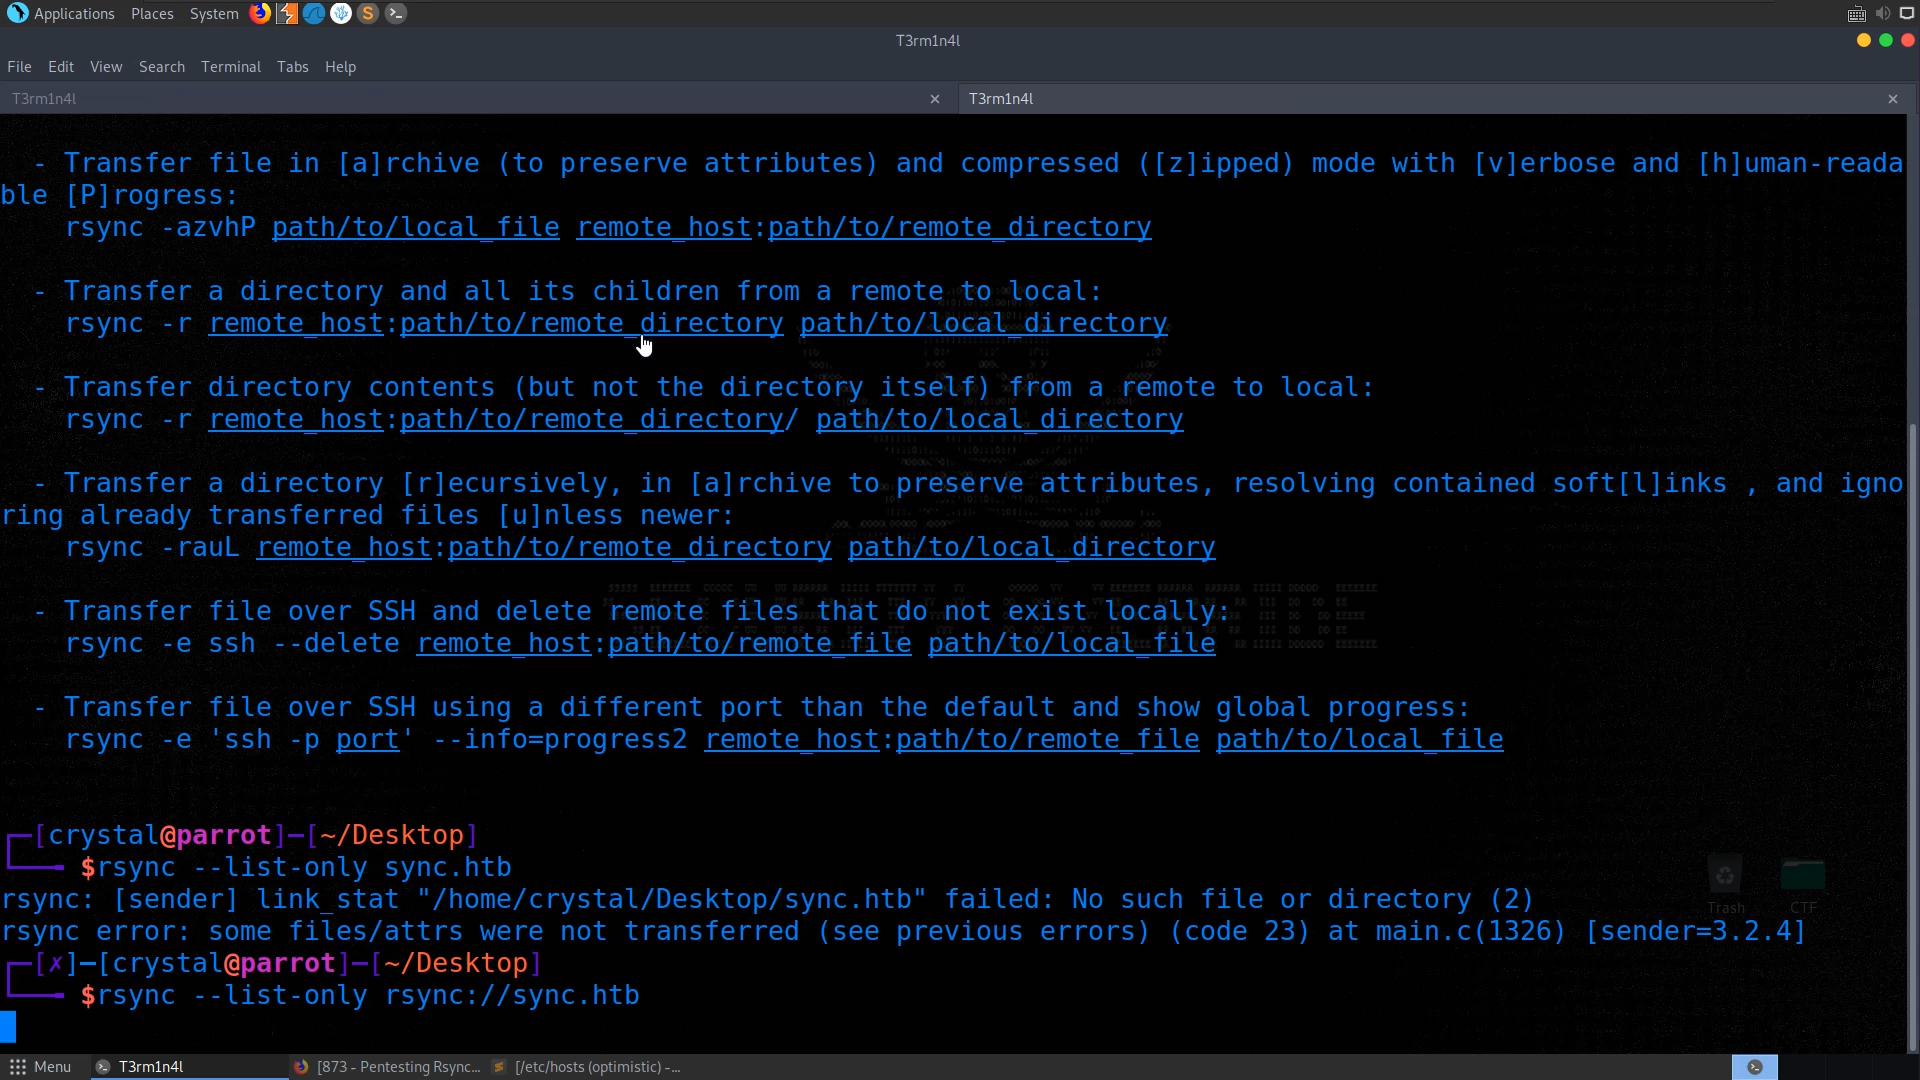 Applications Places System
T3rm1n4l
File Edit View Search Terminal Tabs Help
T3rm1n4l × T3rm1n4l ×
- Transfer file in [a]rchive (to preserve attributes) and compressed ([z]ipped) mode with [v]erbose and [h]uman-reada
ble [P]rogress:
rsync -azvhP path/to/local_file remote_host:path/to/remote_directory
- Transfer a directory and all its children from a remote to local:
rsync -r remote_host:path/to/remote_directory path/to/local_directory
- Transfer directory contents (but not the directory itself) from a remote to local:
rsync -r remote_host:path/to/remote_directory/ path/to/local_directory
- Transfer a directory [r]ecursively, in [a]rchive to preserve attributes, resolving contained soft[l]inks , and igno
ring already transferred files [u]nless newer:
rsync -rauL remote_host:path/to/remote_directory path/to/local_directory
- Transfer file over SSH and delete remote files that do not exist locally:
rsync -e ssh --delete remote_host:path/to/remote_file path/to/local_file
- Transfer file over SSH using a different port than the default and show global progress:
rsync -e 'ssh -p port' --info=progress2 remote_host:path/to/remote_file path/to/local_file
┌─[crystal@parrot]─[~/Desktop]
└──╼ $rsync --list-only sync.htb
rsync: [sender] link_stat "/home/crystal/Desktop/sync.htb" failed: No such file or directory (2)
rsync error: some files/attrs were not transferred (see previous errors) (code 23) at main.c(1326) [sender=3.2.4]
┌─[✗]─[crystal@parrot]─[~/Desktop]
└──╼ $rsync --list-only rsync://sync.htb
Trash CTF
Menu T3rm1n4l [873 - Pentesting Rsync... [/etc/hosts (optimistic) -...